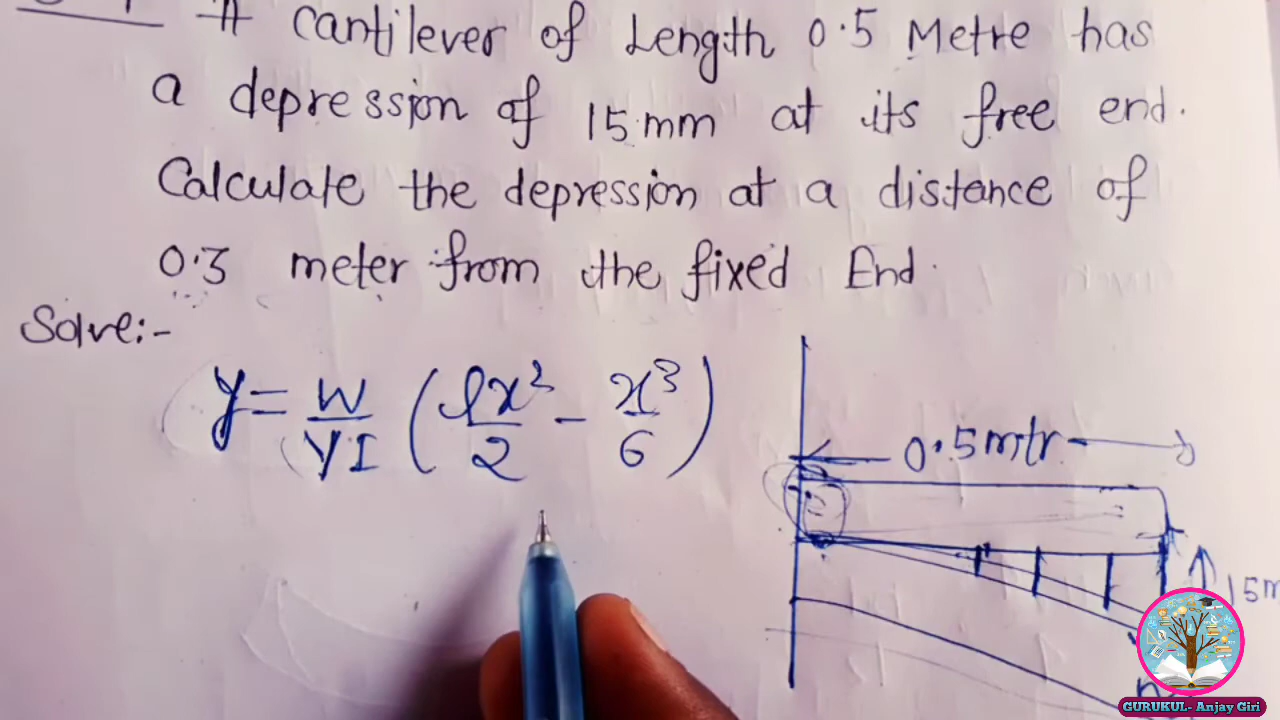 A cantilever of Length 0.5 Metre has
a depression of 15 mm at its free end.
Calculate the depression at a distance of
0.3 meter from the fixed End.
Solve:-
y = W/YI (lx²/2 - x³/6)
0.5 mtr
15m
GURUKUL- Anjay Giri